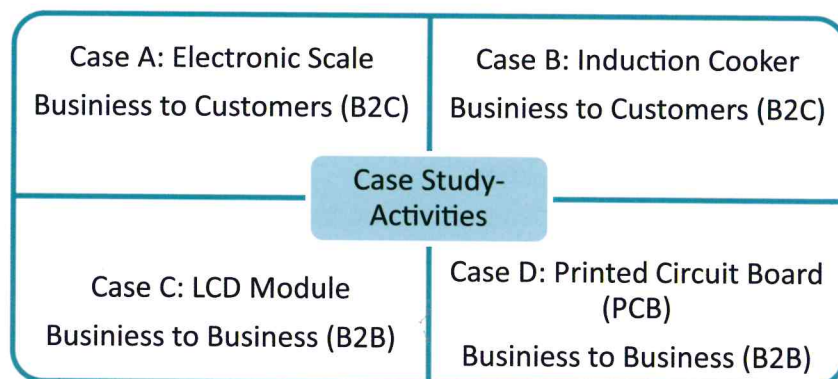 Case A: Electronic Scale
Businiess to Customers (B2C)
Case B: Induction Cooker
Businiess to Customers (B2C)
Case Study-
Activities
Case C: LCD Module
Businiess to Business (B2B)
Case D: Printed Circuit Board
(PCB)
Businiess to Business (B2B)